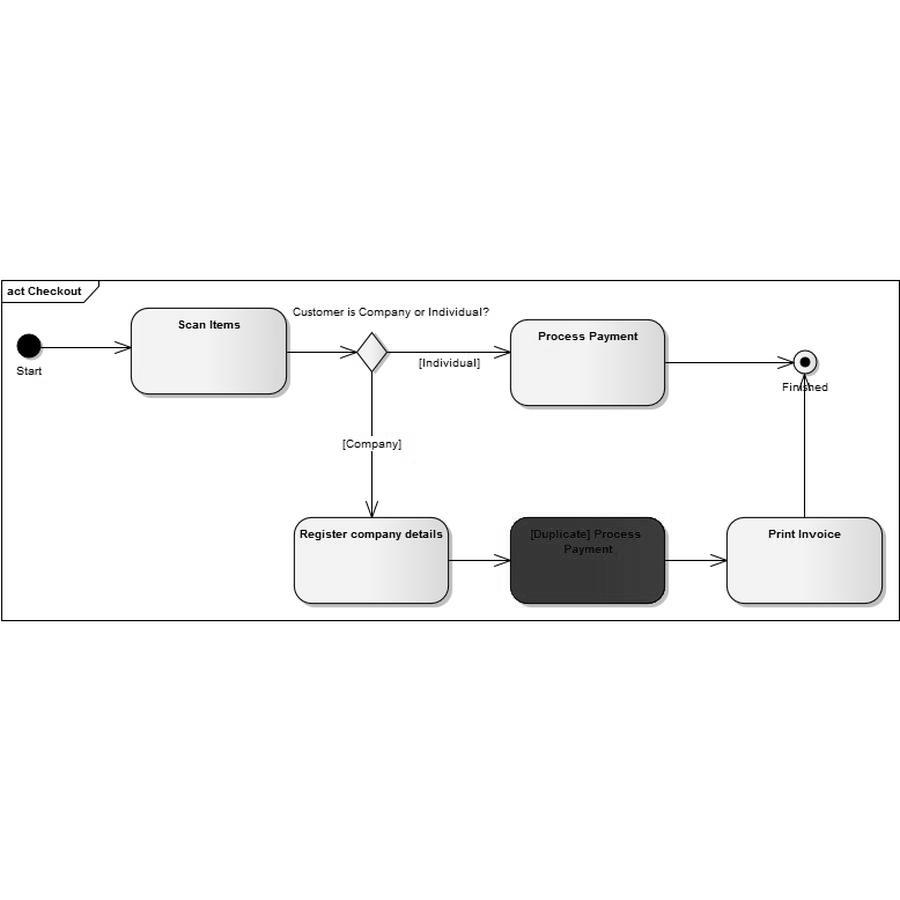 act Checkout
Customer is Company or Individual?
Scan Items
Process Payment
[Individual]
Start
Finished
[Company]
Register company details
[Duplicate] Process
Payment
Print Invoice